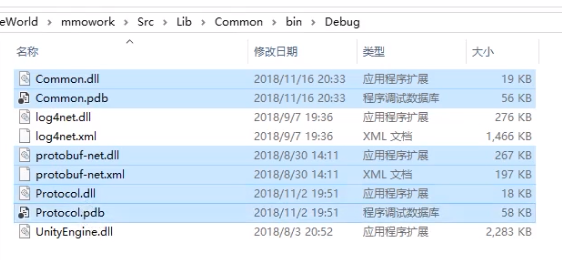 eWorld > mmowork > Src > Lib > Common > bin > Debug
名称 修改日期 类型 大小
Common.dll 2018/11/16 20:33 应用程序扩展 19 KB
Common.pdb 2018/11/16 20:33 程序调试数据库 56 KB
log4net.dll 2018/9/7 19:36 应用程序扩展 276 KB
log4net.xml 2018/9/7 19:36 XML 文档 1,466 KB
protobuf-net.dll 2018/8/30 14:11 应用程序扩展 267 KB
protobuf-net.xml 2018/8/30 14:11 XML 文档 197 KB
Protocol.dll 2018/11/2 19:51 应用程序扩展 18 KB
Protocol.pdb 2018/11/2 19:51 程序调试数据库 58 KB
UnityEngine.dll 2018/8/3 20:52 应用程序扩展 2,283 KB